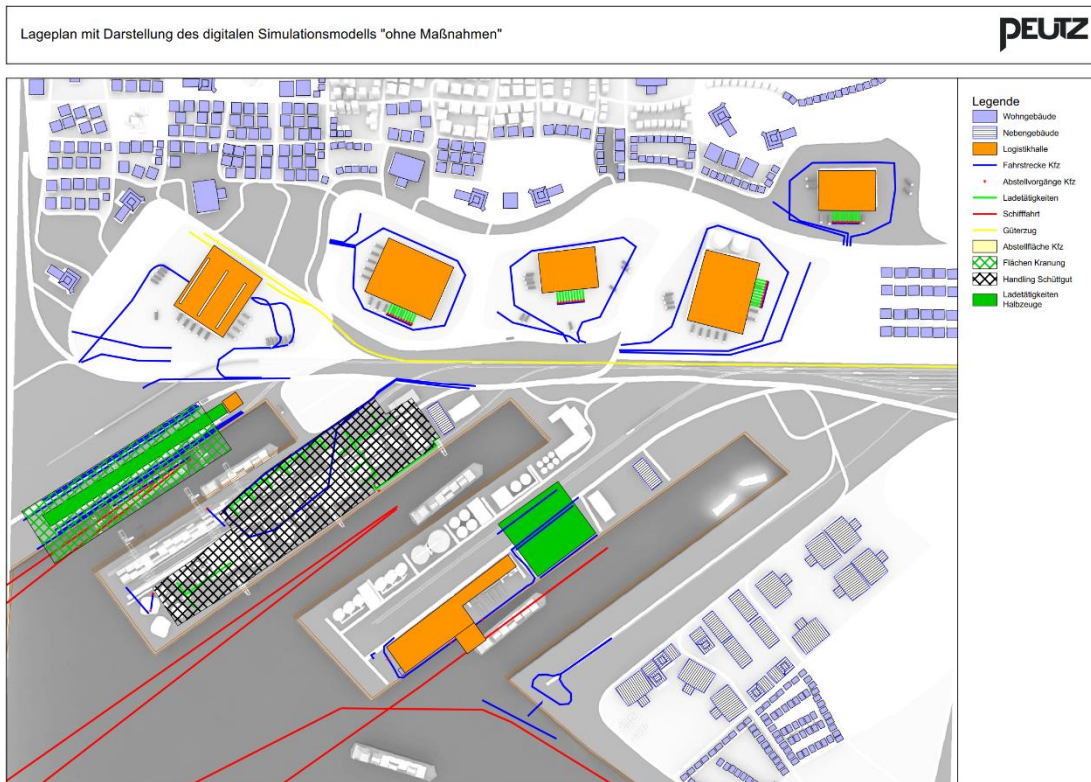 Lageplan mit Darstellung des digitalen Simulationsmodells "ohne Maßnahmen"
PEUTZ
Legende
Wohngebäude
Nebengebäude
Logistikhalle
Fahrstrecke Kfz
Abstellvorgänge Kfz
Ladetätigkeiten
Schifffahrt
Güterzug
Abstellfläche Kfz
Flächen Kranung
Handling Schüttgut
Ladetätigkeiten
Halbzeuge